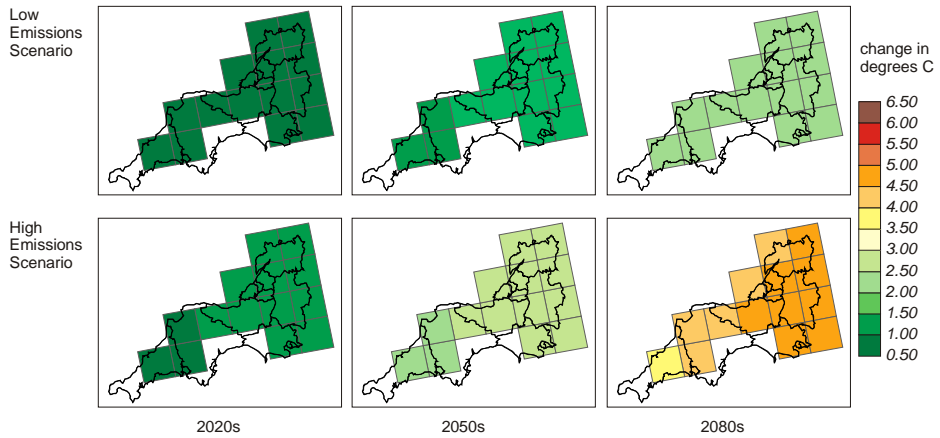 Low
Emissions
Scenario
change in
degrees C
6.50
6.00
5.50
5.00
4.50
4.00
3.50
3.00
2.50
2.00
1.50
1.00
0.50
High
Emissions
Scenario
2020s
2050s
2080s